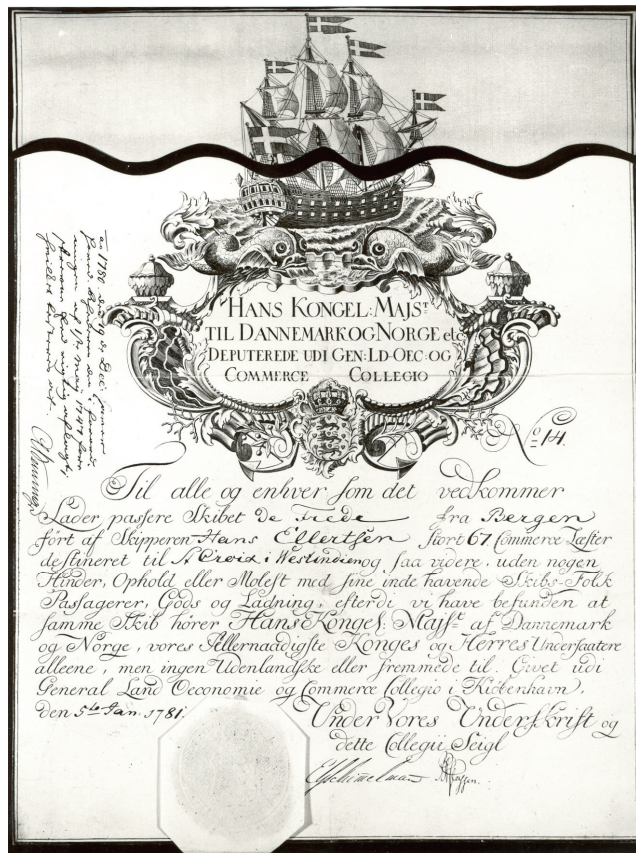 HANS KONGEL: MAJST
TIL DANNEMARK OG NORGE etc
DEPUTEREDE UDI GEN: LD-OEC: OG
COMMERCE COLLEGIO
No 14.
Til alle og enhver som det vedkommer
Lader passere Skibet De Frede fra Bergen
ført af Skipperen Hans Ellertsen stort 67 Commerce Læster
destineret til St Croix i Westindien og saa videre, uden nogen
Hinder, Ophold eller Molest med sine inde havende Skibs-Folk
Passagerer, Gods og Ladning, efterdi vi have befunden at
samme Skib hører Hans Kongel: Majst af Dannemark
og Norge, vores Allernaadigste Konges og Herres Undersaatere
alleene, men ingen Udenlandske eller fremmede til. Givet udi
General Land Oeconomie og Commerce Collegio i Kiøbenhavn,
den 5te Jan. 1781.
Under Vores Underskrift og
dette Collegii Seigl